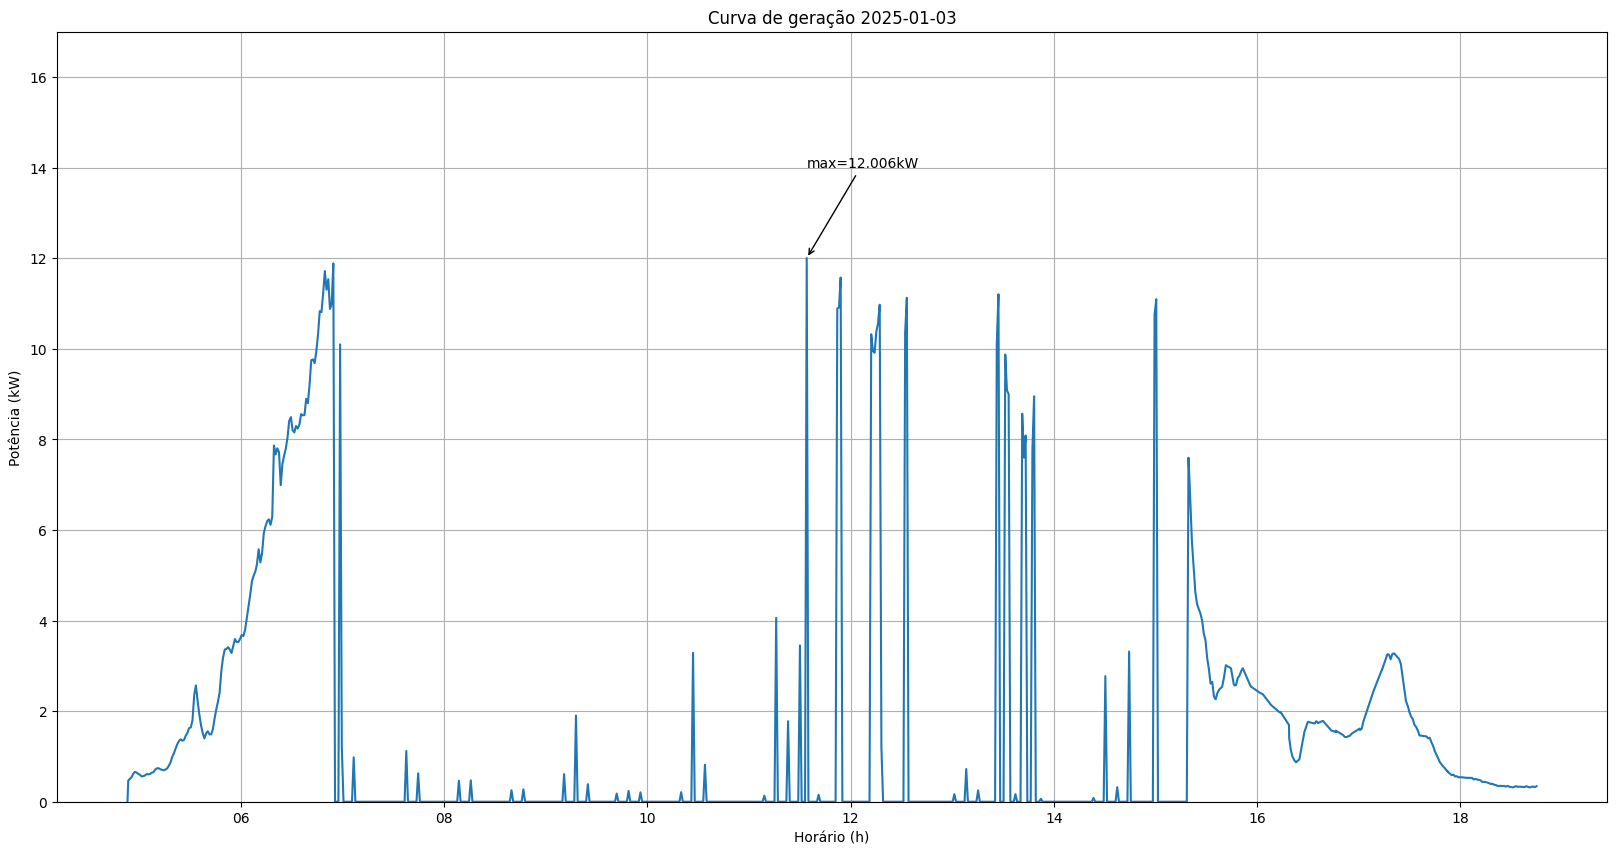 Curva de geração 2025-01-03
16
14
12
10
8
6
4
2
0
Potência (kW)
max=12.006kW
06 08 10 12 14 16 18
Horário (h)